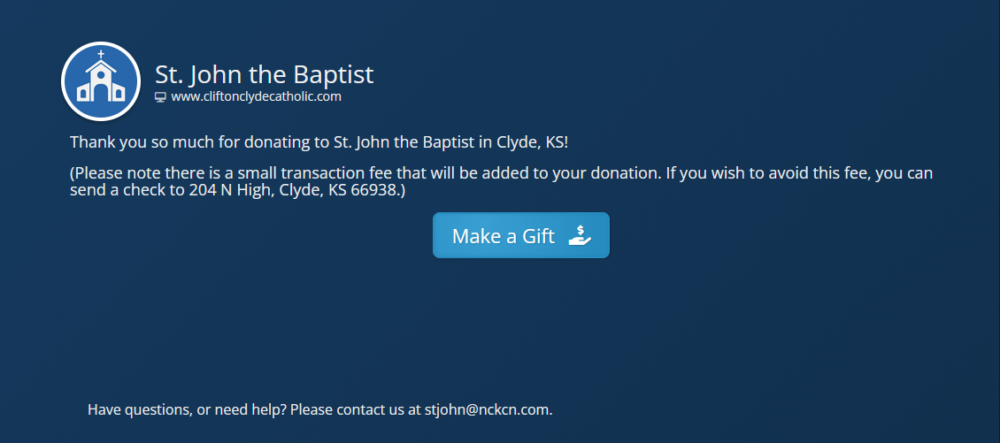 St. John the Baptist
www.cliftonclydecatholic.com
Thank you so much for donating to St. John the Baptist in Clyde, KS!
(Please note there is a small transaction fee that will be added to your donation. If you wish to avoid this fee, you can
send a check to 204 N High, Clyde, KS 66938.)
Make a Gift
Have questions, or need help? Please contact us at stjohn@nckcn.com.